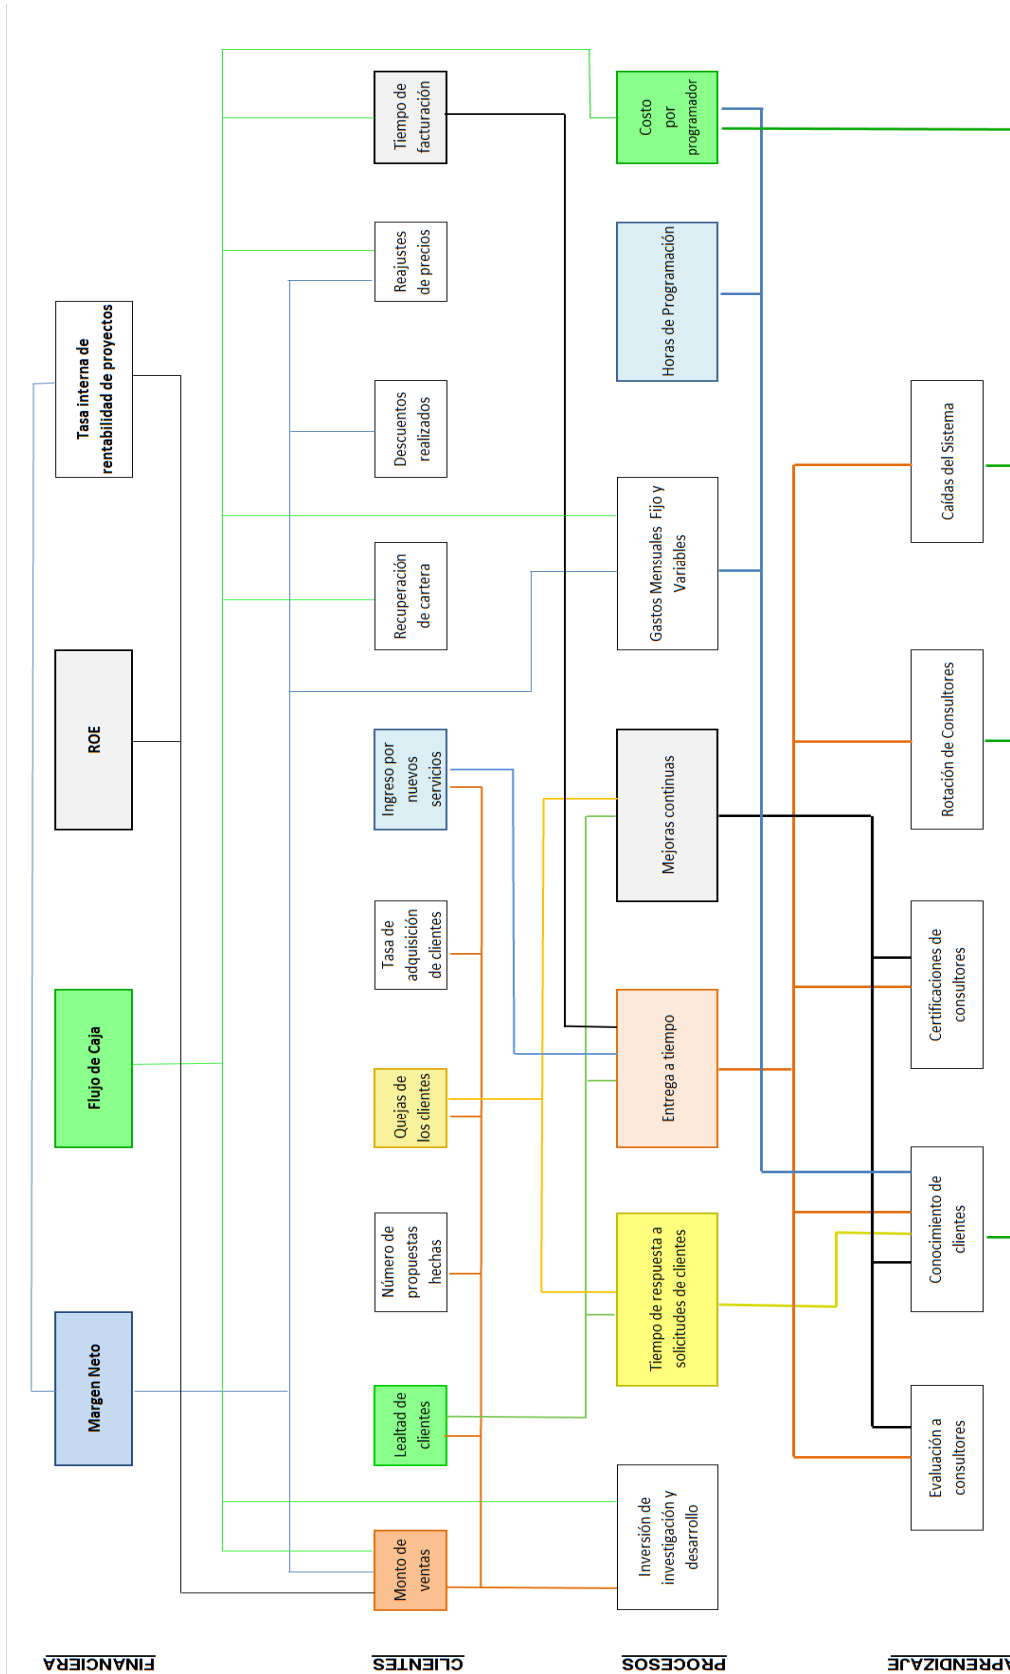 FINANCIERA
Margen Neto
Flujo de Caja
ROE
Tasa interna de
rentabilidad de proyectos
CLIENTES
Monto de
ventas
Lealtad de
clientes
Número de
propuestas
hechas
Quejas de
los clientes
Tasa de
adquisición
de clientes
Ingreso por
nuevos
servicios
Recuperación
de cartera
Descuentos
realizados
Reajustes
de precios
Tiempo de
facturación
PROCESOS
Inversión de
investigación y
desarrollo
Tiempo de respuesta a
solicitudes de clientes
Entrega a tiempo
Mejoras continuas
Gastos Mensuales Fijo y
Variables
Horas de Programación
Costo
por
programador
APRENDIZAJE
Evaluación a
consultores
Conocimiento de
clientes
Certificaciones de
consultores
Rotación de Consultores
Caídas del Sistema